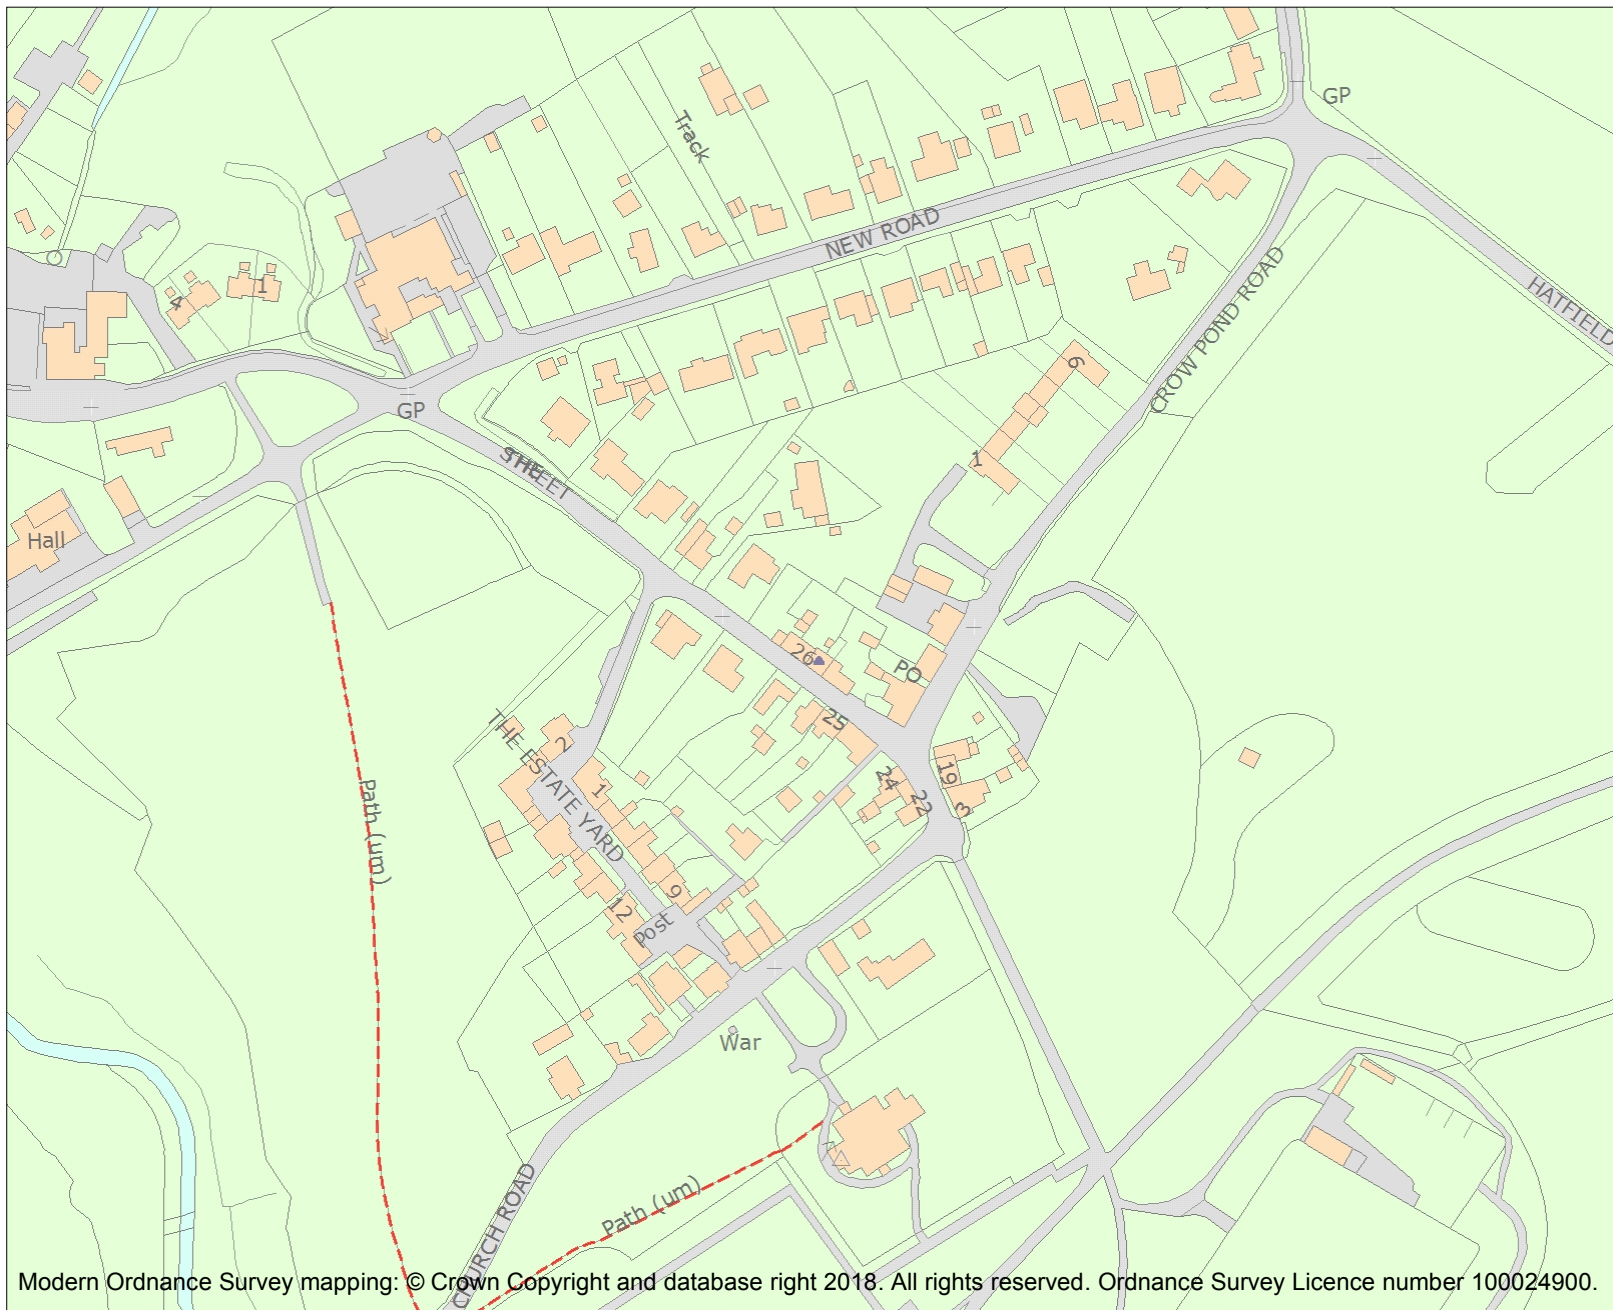 GP
Track
NEW ROAD
HATFIELD
CROW POND ROAD
4
1
GP
THE
STREET
6
1
Hall
26
PO
25
THE ESTATE YARD
2
1
24
22
19
3
Path (um)
9
12
Post
War
Path (um)
CHURCH ROAD
Modern Ordnance Survey mapping: © Crown Copyright and database right 2018. All rights reserved. Ordnance Survey Licence number 100024900.